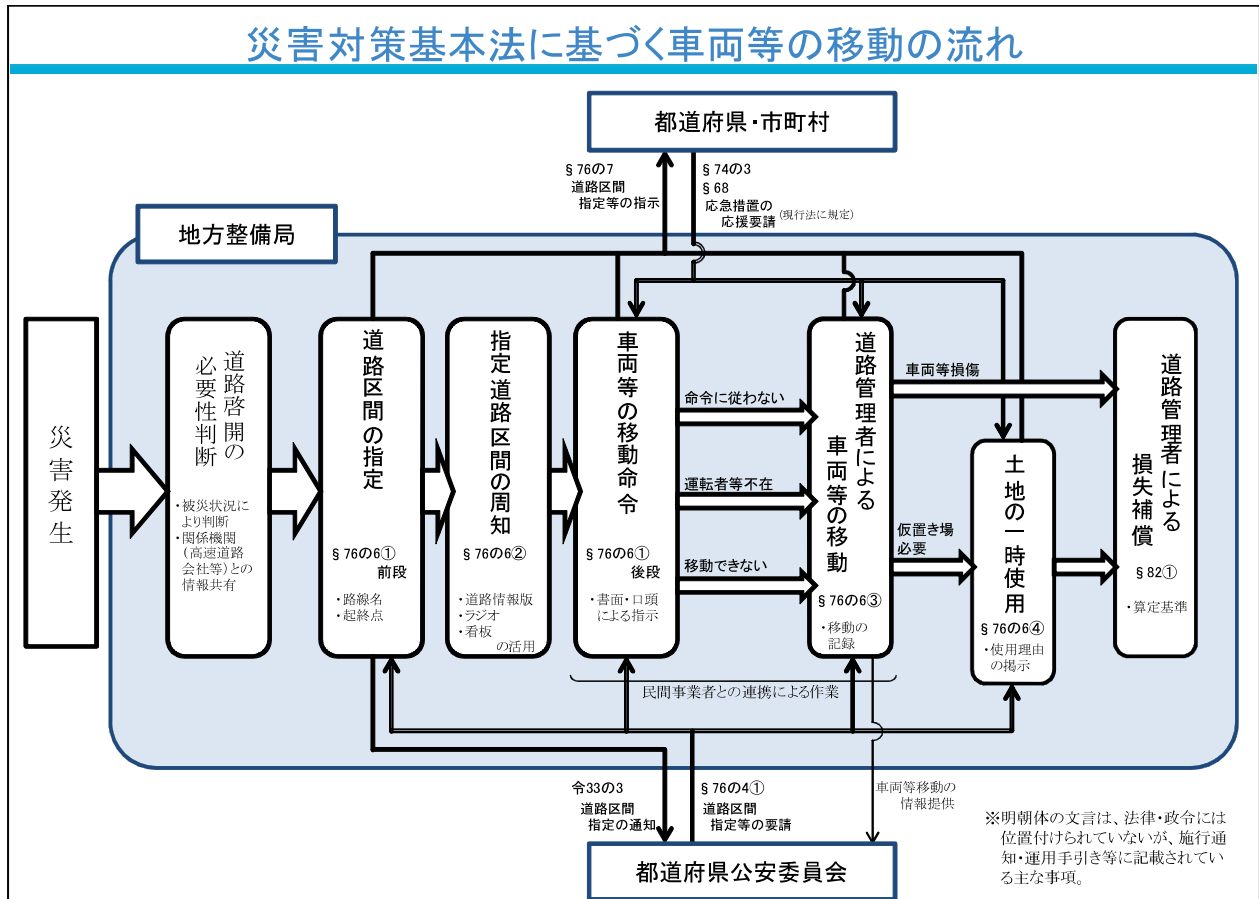 災害対策基本法に基づく車両等の移動の流れ
都道府県・市町村
§76の7
道路区間
指定等の指示
§74の3
§68
応急措置の
応援要請
(現行法に規定)
地方整備局
災害発生
道路啓開の
必要性判断
・被災状況に
より判断
・関係機関
(高速道路
会社等)との
情報共有
道路区間の指定
§76の6①
前段
・路線名
・起終点
指定道路区間の周知
§76の6②
・道路情報版
・ラジオ
・看板
の活用
車両等の移動命令
§76の6①
後段
・書面・口頭
による指示
命令に従わない
運転者等不在
移動できない
道路管理者による
車両等の移動
§76の6③
・移動の
記録
車両等損傷
仮置き場
必要
土地の一時使用
§76の6④
・使用理由
の掲示
道路管理者による
損失補償
§82①
・算定基準
民間事業者との連携による作業
令33の3
道路区間
指定の通知
§76の4①
道路区間
指定等の要請
車両等移動の
情報提供
都道府県公安委員会
※明朝体の文言は、法律・政令には
位置付けられていないが、施行通
知・運用手引き等に記載されてい
る主な事項。